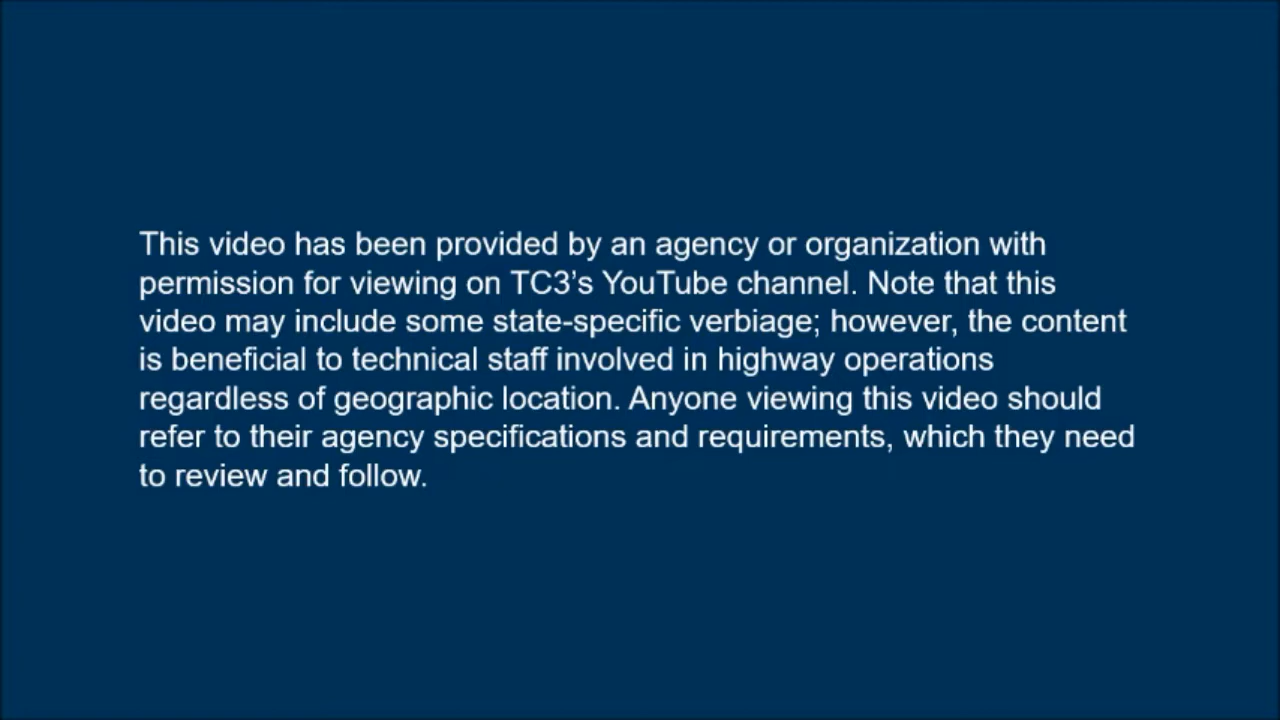 This video has been provided by an agency or organization with
permission for viewing on TC3’s YouTube channel. Note that this
video may include some state-specific verbiage; however, the content
is beneficial to technical staff involved in highway operations
regardless of geographic location. Anyone viewing this video should
refer to their agency specifications and requirements, which they need
to review and follow.